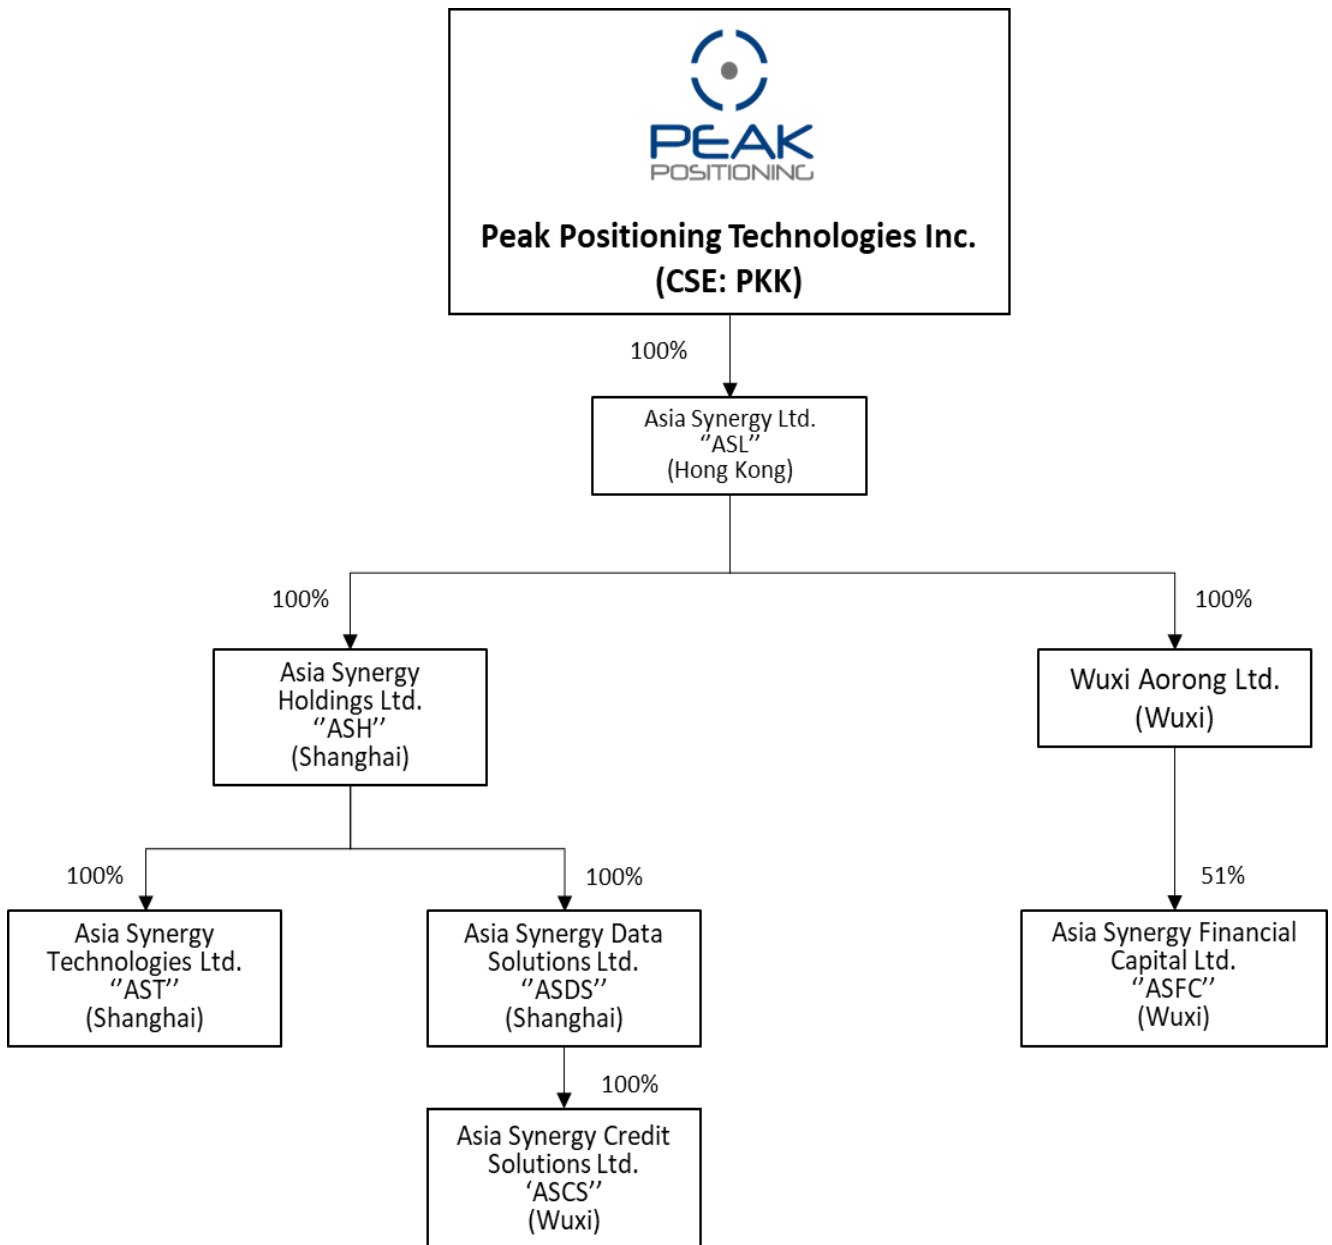 PEAK
POSITIONING
Peak Positioning Technologies Inc.
(CSE: PKK)
100%
Asia Synergy Ltd.
‘’ASL’’
(Hong Kong)
100%
100%
Asia Synergy
Holdings Ltd.
‘’ASH’’
(Shanghai)
Wuxi Aorong Ltd.
(Wuxi)
100%
100%
51%
Asia Synergy
Technologies Ltd.
‘’AST’’
(Shanghai)
Asia Synergy Data
Solutions Ltd.
‘’ASDS’’
(Shanghai)
Asia Synergy Financial
Capital Ltd.
‘’ASFC’’
(Wuxi)
100%
Asia Synergy Credit
Solutions Ltd.
‘ASCS’’
(Wuxi)